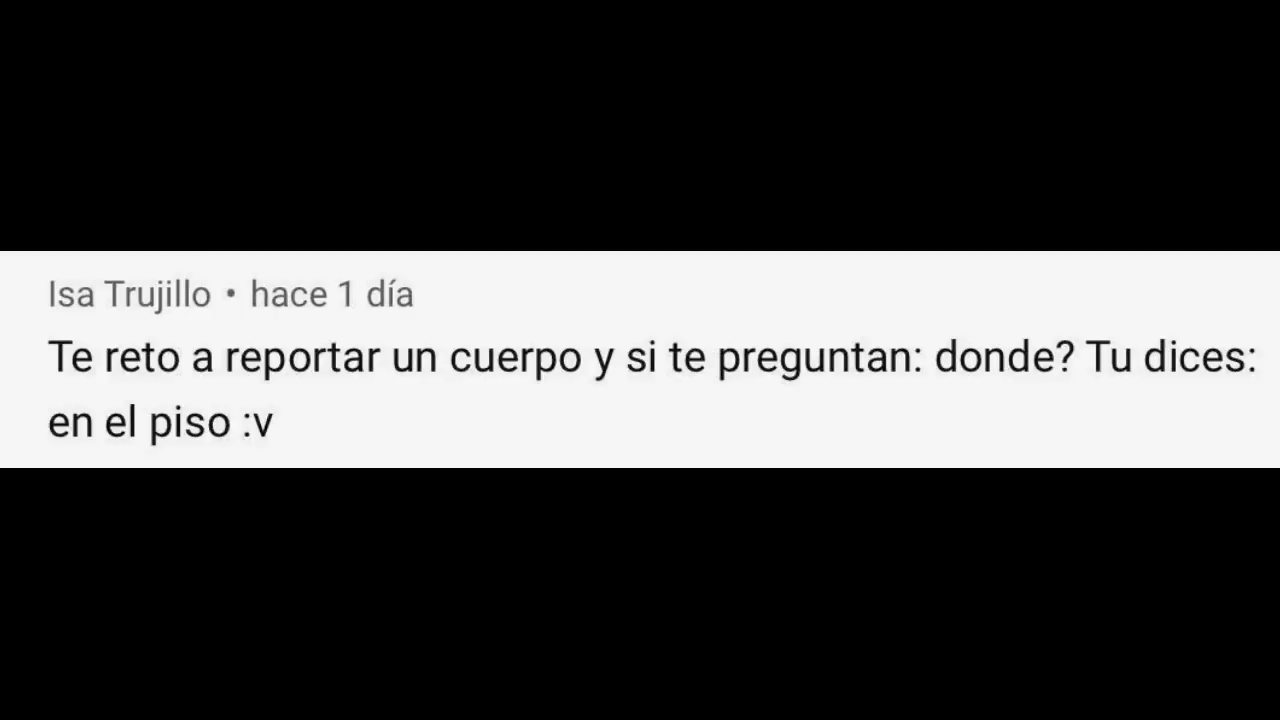 Isa Trujillo • hace 1 día
Te reto a reportar un cuerpo y si te preguntan: donde? Tu dices:
en el piso :v